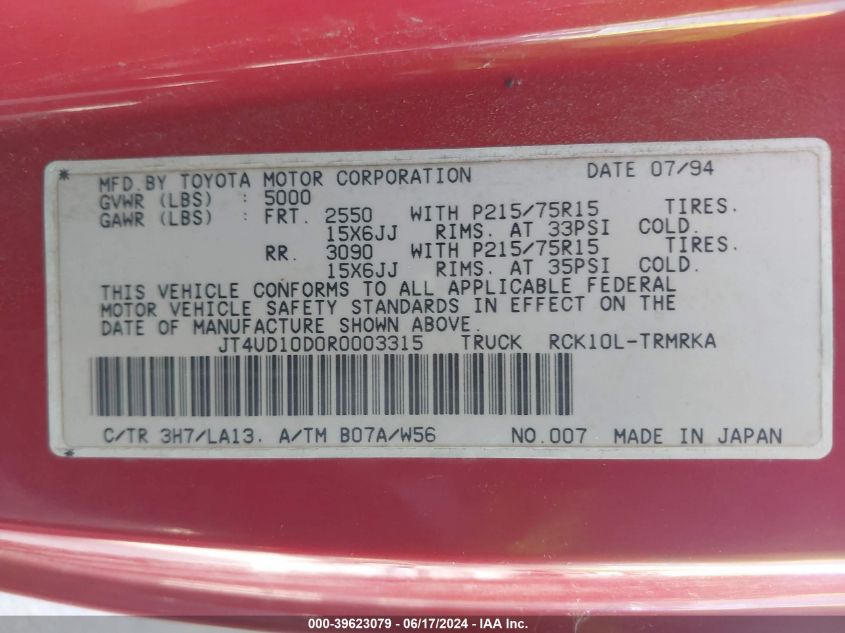 * MFD.BY TOYOTA MOTOR CORPORATION DATE 07/94
GVWR (LBS) : 5000
GAWR (LBS) : FRT. 2550 WITH P215/75R15 TIRES.
15X6JJ RIMS. AT 33PSI COLD.
RR. 3090 WITH P215/75R15 TIRES.
15X6JJ RIMS. AT 35PSI COLD.
THIS VEHICLE CONFORMS TO ALL APPLICABLE FEDERAL
MOTOR VEHICLE SAFETY STANDARDS IN EFFECT ON THE
DATE OF MANUFACTURE SHOWN ABOVE.
JT4UD10D0R0003315 TRUCK RCK10L-TRMRKA
C/TR 3H7/LA13. A/TM B07A/W56 NO.007 MADE IN JAPAN
*
000-39623079 - 06/17/2024 - IAA Inc.